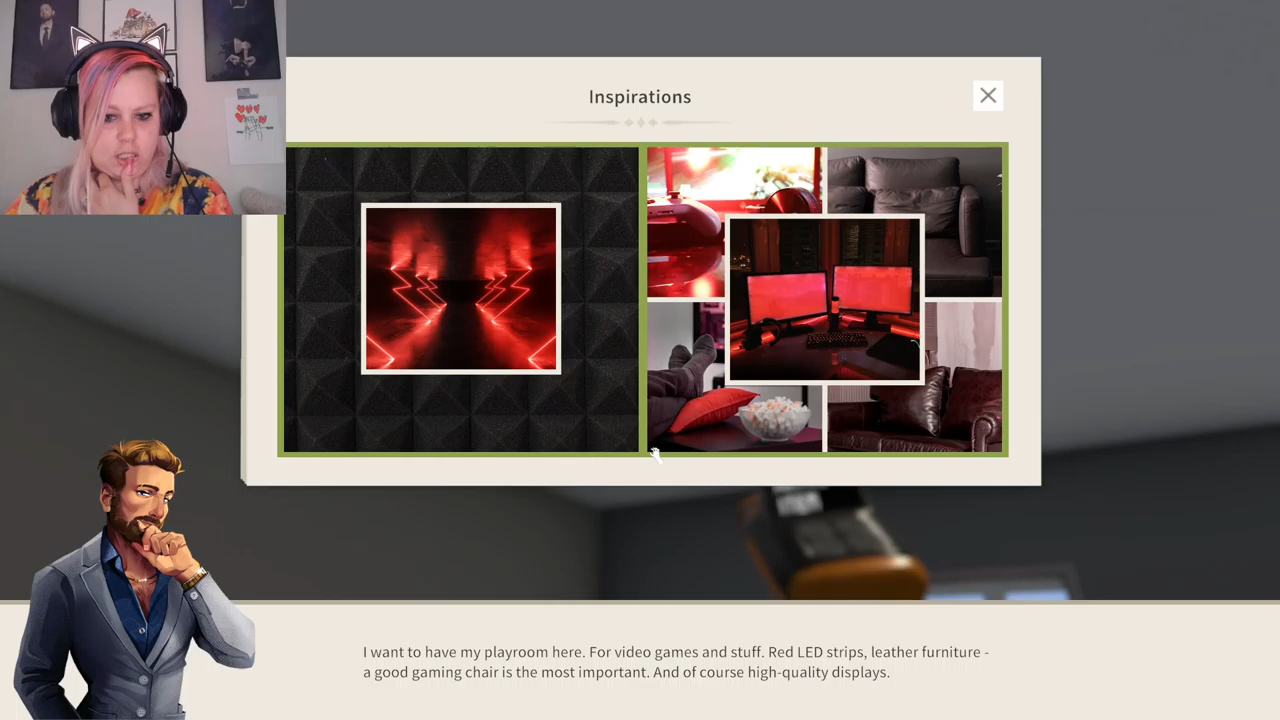 Inspirations
I want to have my playroom here. For video games and stuff. Red LED strips, leather furniture -
a good gaming chair is the most important. And of course high-quality displays.